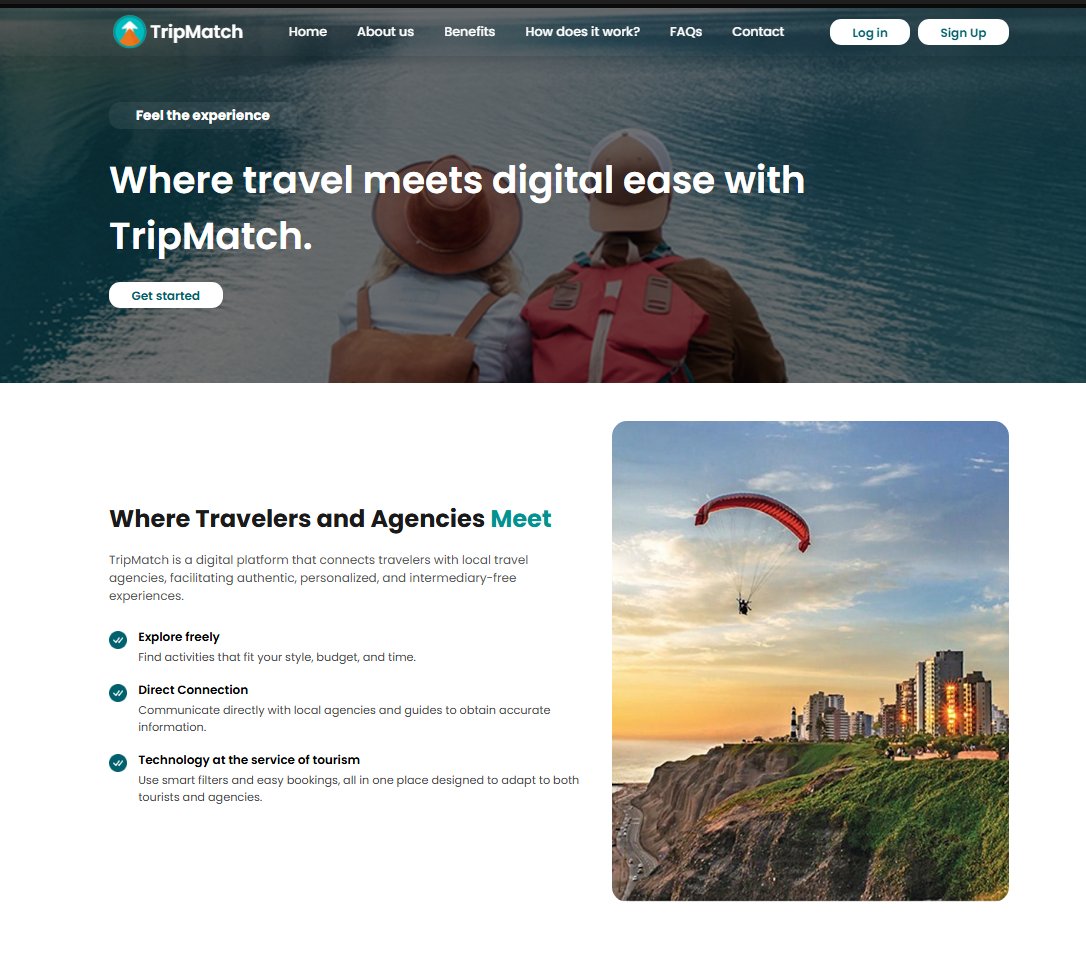 TripMatch Home About us Benefits How does it work? FAQs Contact Log in Sign Up
Feel the experience
Where travel meets digital ease with
TripMatch.
Get started
Where Travelers and Agencies Meet
TripMatch is a digital platform that connects travelers with local travel
agencies, facilitating authentic, personalized, and intermediary-free
experiences.
Explore freely
Find activities that fit your style, budget, and time.
Direct Connection
Communicate directly with local agencies and guides to obtain accurate
information.
Technology at the service of tourism
Use smart filters and easy bookings, all in one place designed to adapt to both
tourists and agencies.